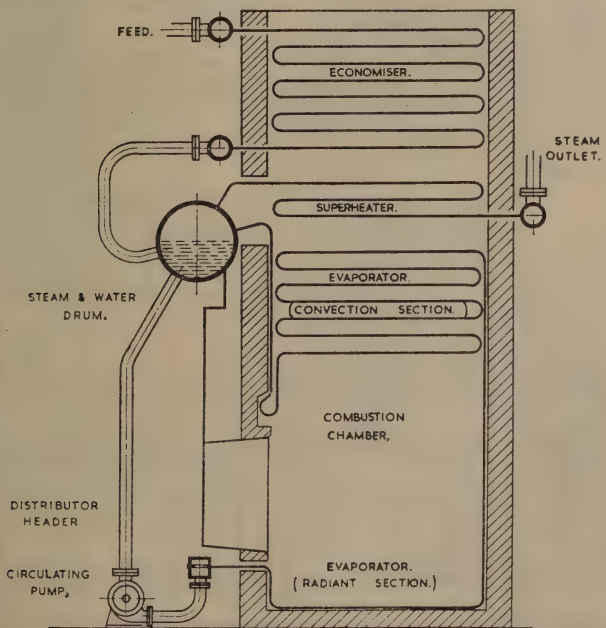 FEED.
ECONOMISER.
STEAM
OUTLET.
SUPERHEATER.
EVAPORATOR.
(CONVECTION SECTION.)
STEAM & WATER
DRUM.
COMBUSTION
CHAMBER,
DISTRIBUTOR
HEADER
CIRCULATING
PUMP.
EVAPORATOR.
(RADIANT SECTION.)